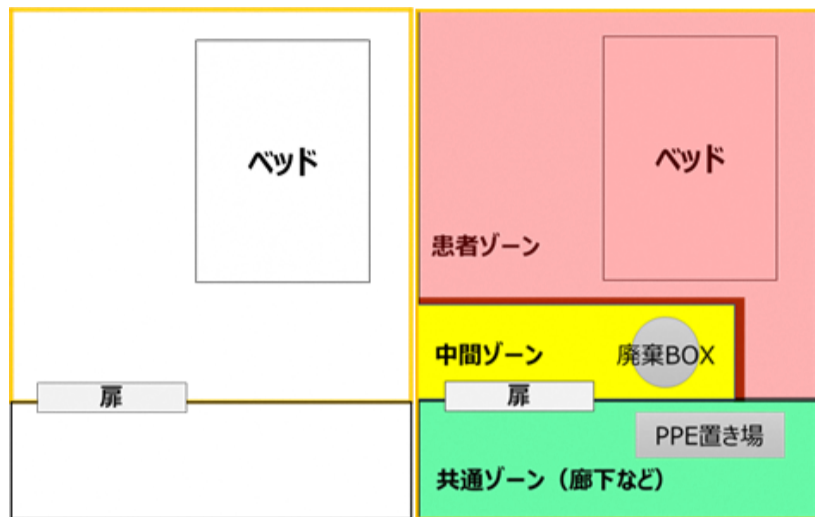 ベッド
扉
ベッド
患者ゾーン
中間ゾーン
廃棄BOX
扉
PPE置き場
共通ゾーン（廊下など）